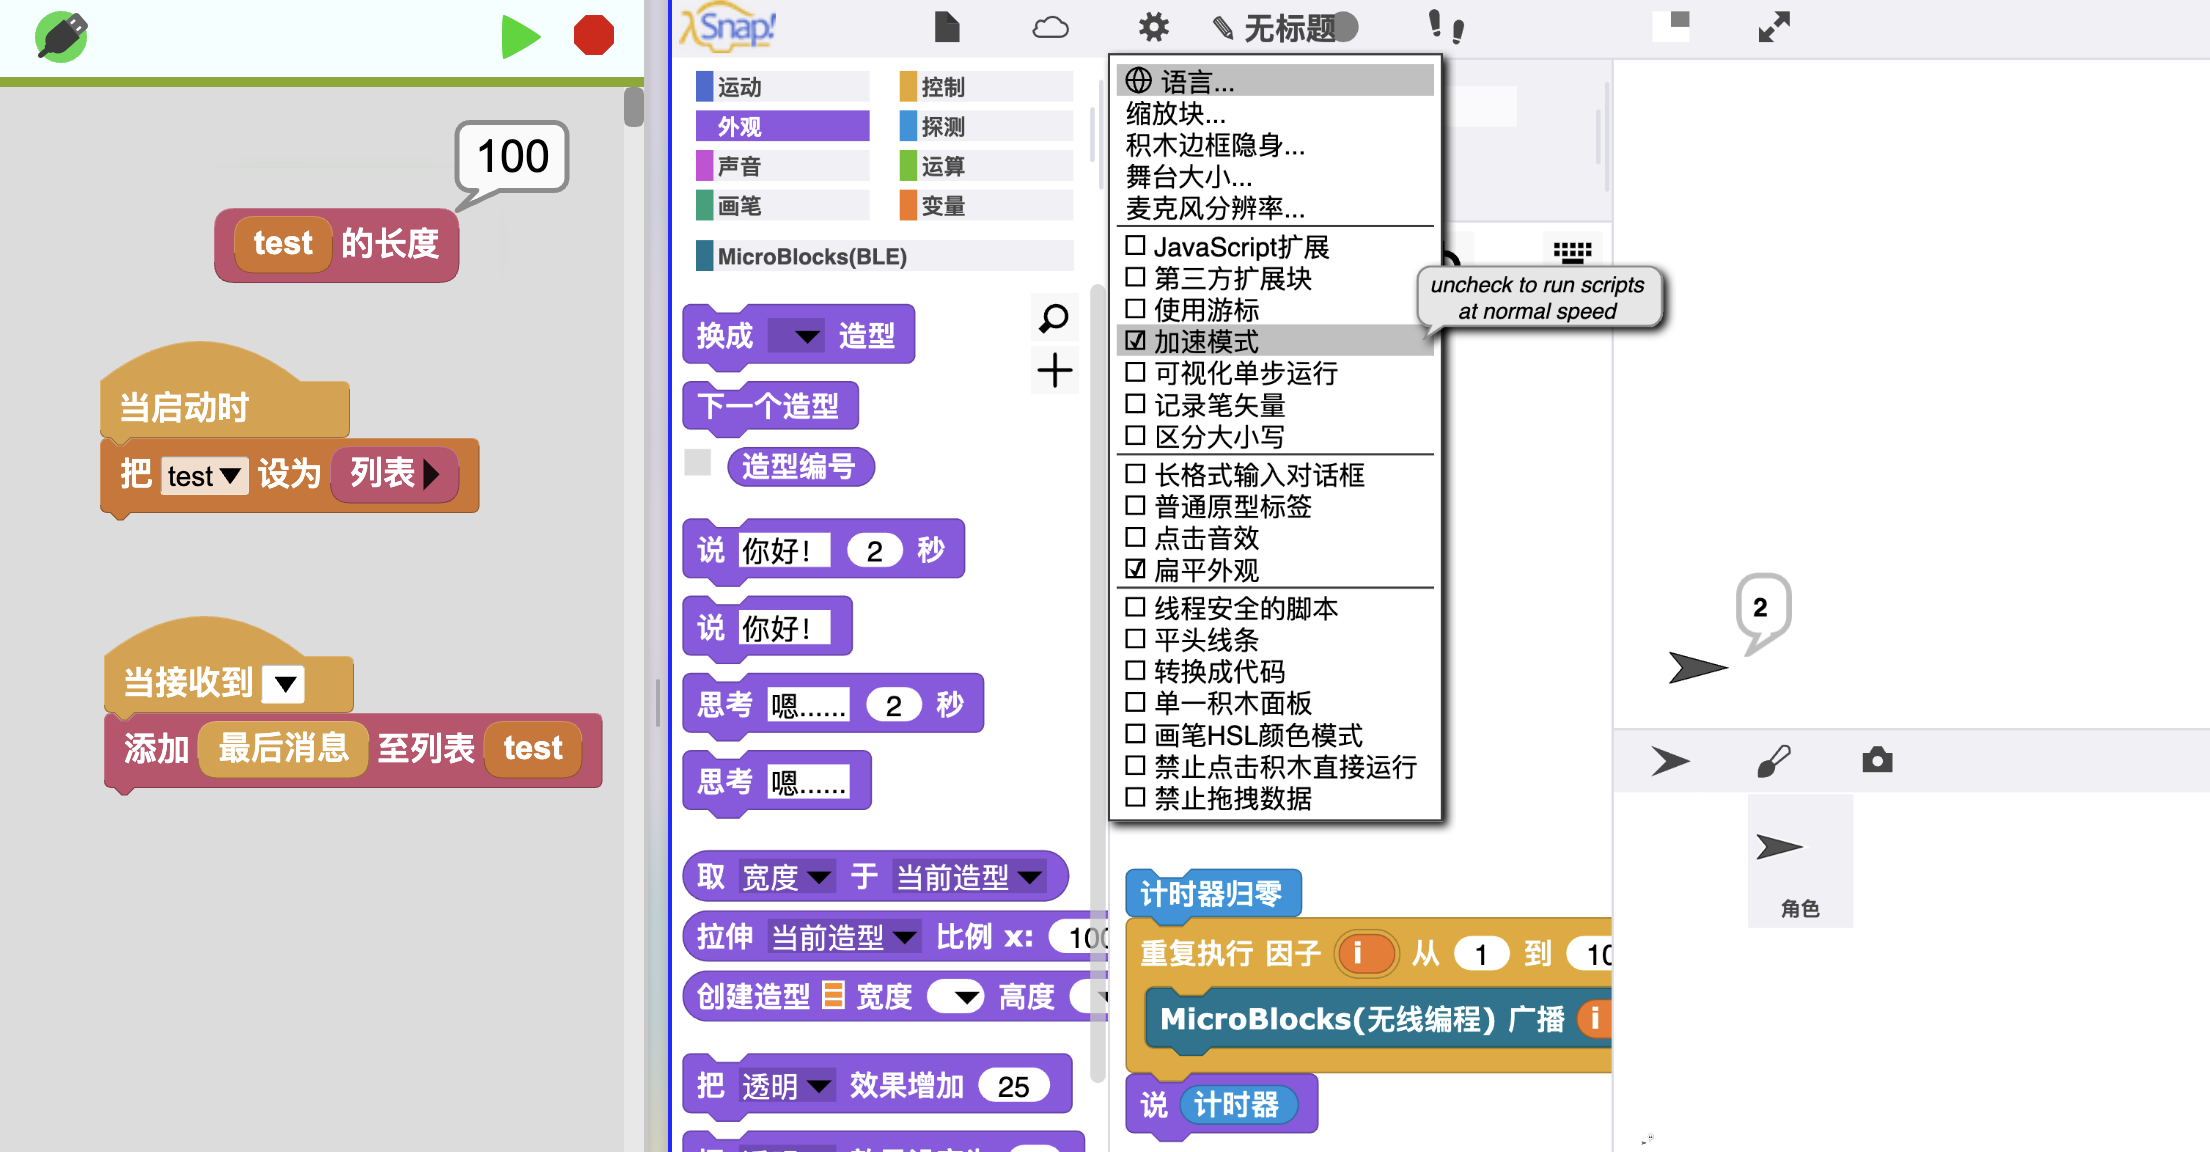 100
test 的长度
当启动时
把 test 设为 列表
当接收到
添加 最后消息 至列表 test
Snap!
无标题
运动
控制
外观
探测
声音
运算
画笔
变量
MicroBlocks(BLE)
换成 造型
下一个造型
造型编号
说 你好! 2 秒
说 你好!
思考 嗯...... 2 秒
思考 嗯......
取 宽度 于 当前造型
拉伸 当前造型 比例 x: 100
创建造型 宽度 高度
把 透明 效果增加 25
语言...
缩放块...
积木边框隐身...
舞台大小...
麦克风分辨率...
JavaScript扩展
第三方扩展块
使用游标
加速模式
可视化单步运行
记录笔矢量
区分大小写
长格式输入对话框
普通原型标签
点击音效
扁平外观
线程安全的脚本
平头线条
转换成代码
单一积木面板
画笔HSL颜色模式
禁止点击积木直接运行
禁止拖拽数据
uncheck to run scripts
at normal speed
计时器归零
重复执行 因子 i 从 1 到 10
MicroBlocks(无线编程) 广播 i
说 计时器
2
角色